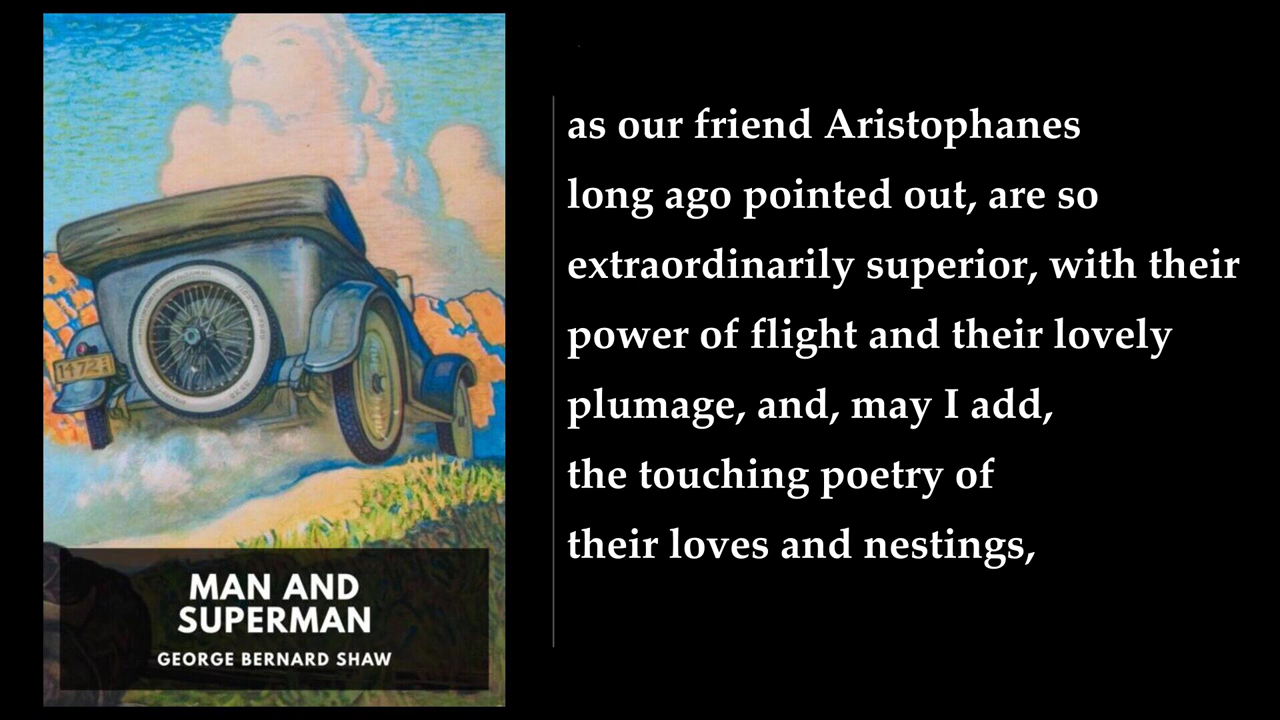 as our friend Aristophanes
long ago pointed out, are so
extraordinarily superior, with their
power of flight and their lovely
plumage, and, may I add,
the touching poetry of
their loves and nestings,
1472
MAN AND
SUPERMAN
GEORGE BERNARD SHAW